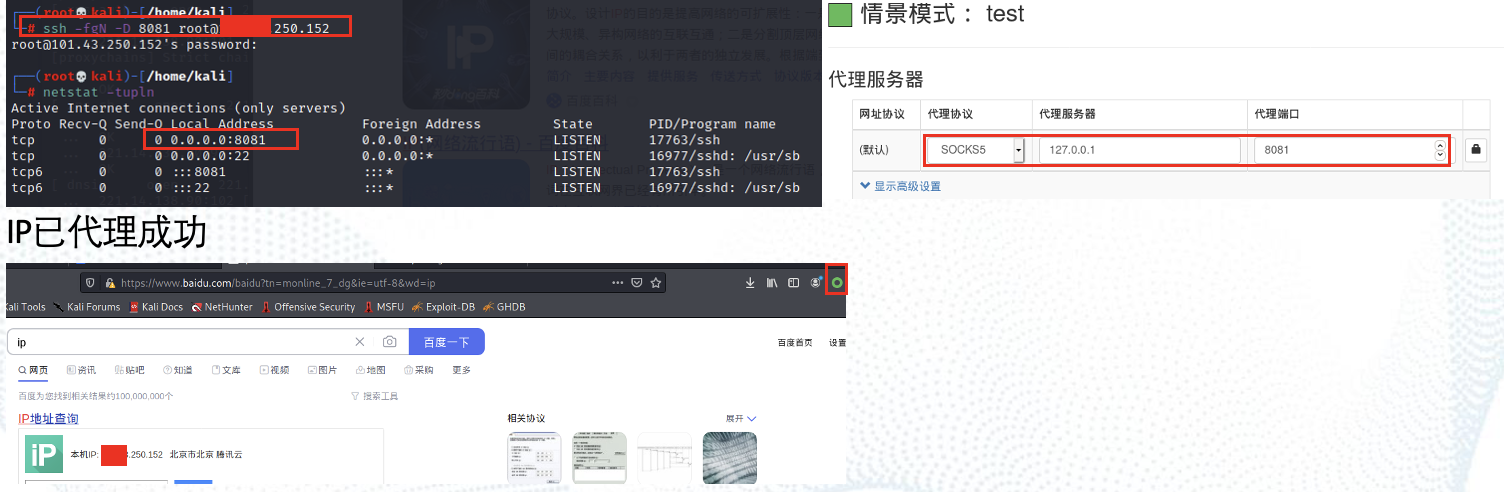 (root💀kali)-[/home/kali]
# ssh -fgN -D 8081 root@ 250.152
root@101.43.250.152's password:
(root💀kali)-[/home/kali]
# netstat -tupln
Active Internet connections (only servers)
Proto Recv-Q Send-Q Local Address Foreign Address State PID/Program name
tcp 0 0 0.0.0.0:8081 0.0.0.0:* LISTEN 17763/ssh
tcp 0 0 0.0.0.0:22 0.0.0.0:* LISTEN 16977/sshd: /usr/sb
tcp6 0 0 :::8081 :::* LISTEN 17763/ssh
tcp6 0 0 :::22 :::* LISTEN 16977/sshd: /usr/sb
情景模式： test
代理服务器
网址协议 代理协议 代理服务器 代理端口
(默认) SOCKS5 127.0.0.1 8081
显示高级设置
IP已代理成功
https://www.baidu.com/baidu?tn=monline_7_dg&ie=utf-8&wd=ip
Kali Tools Kali Forums Kali Docs NetHunter Offensive Security MSFU Exploit-DB GHDB
ip 百度一下 百度首页 设置
网页 资讯 贴吧 知道 文库 视频 图片 地图 采购 更多
百度为您找到相关结果约100,000,000个 搜索工具
IP地址查询 相关协议 展开
iP 本机IP: .250.152 北京市北京 腾讯云